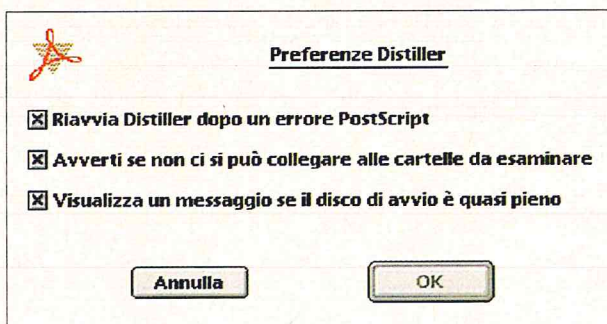 Preferenze Distiller
Riavvia Distiller dopo un errore PostScript
Avverti se non ci si può collegare alle cartelle da esaminare
Visualizza un messaggio se il disco di avvio è quasi pieno
Annulla OK